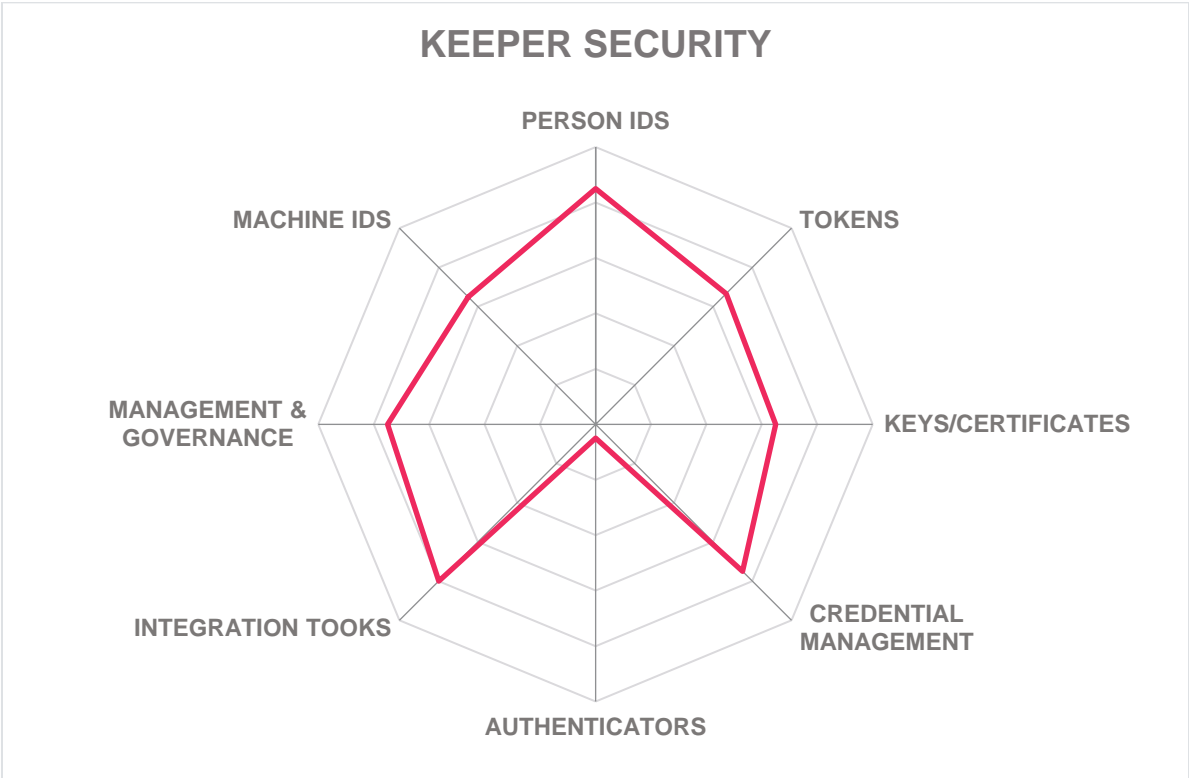 KEEPER SECURITY
PERSON IDS
MACHINE IDS
TOKENS
MANAGEMENT &
GOVERNANCE
KEYS/CERTIFICATES
INTEGRATION TOOKS
CREDENTIAL
MANAGEMENT
AUTHENTICATORS